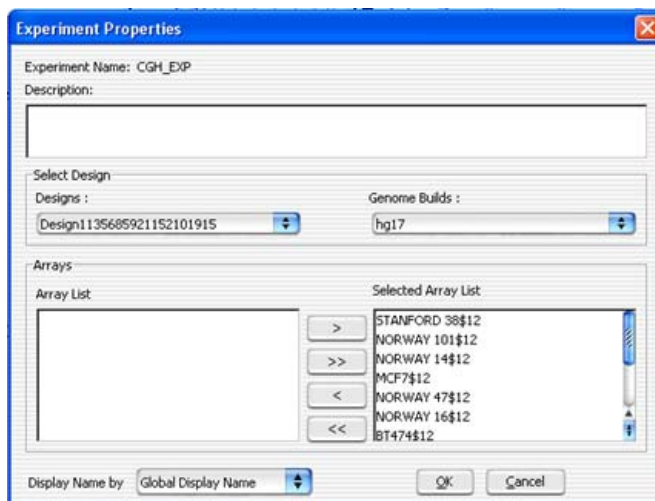 Experiment Properties
Experiment Name: CGH_EXP
Description:
Select Design
Designs :
Genome Builds :
Design1135685921152101915
hg17
Arrays
Array List
Selected Array List
STANFORD 38$12
NORWAY 101$12
NORWAY 14$12
MCF7$12
NORWAY 47$12
NORWAY 16$12
BT474$12
>
>>
<
<<
Display Name by
Global Display Name
OK
Cancel